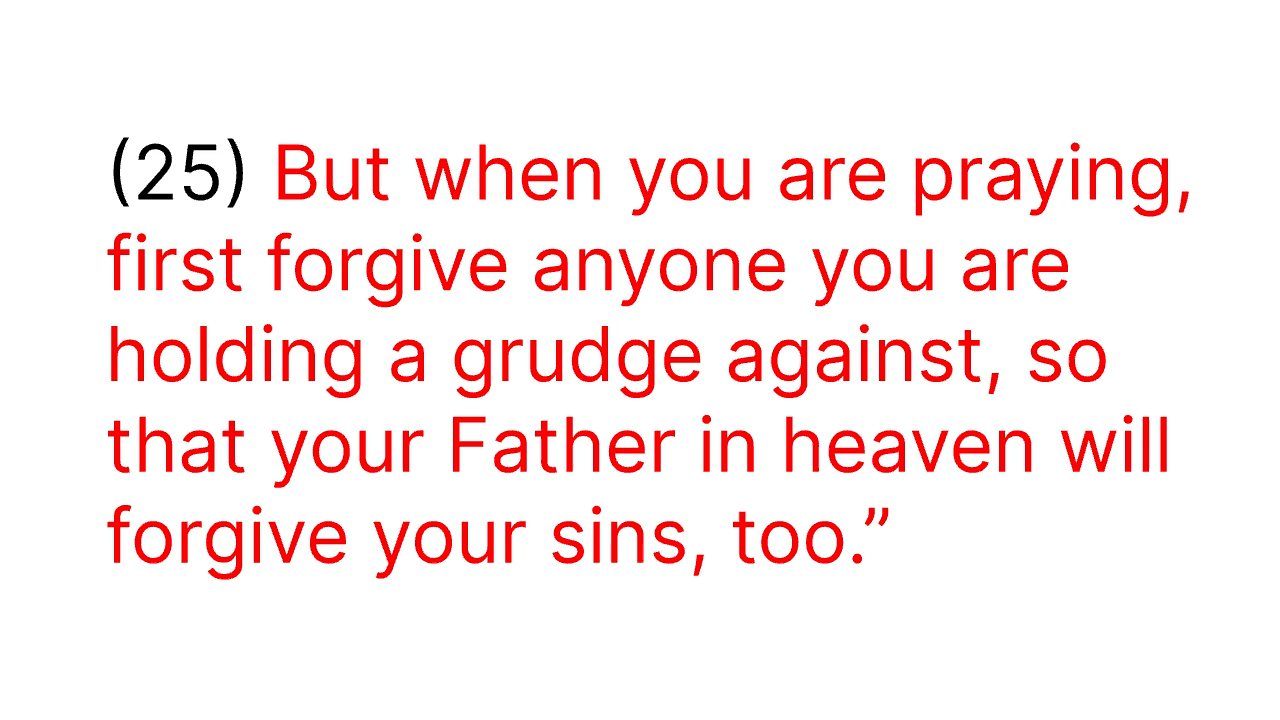 (25) But when you are praying,
first forgive anyone you are
holding a grudge against, so
that your Father in heaven will
forgive your sins, too.”